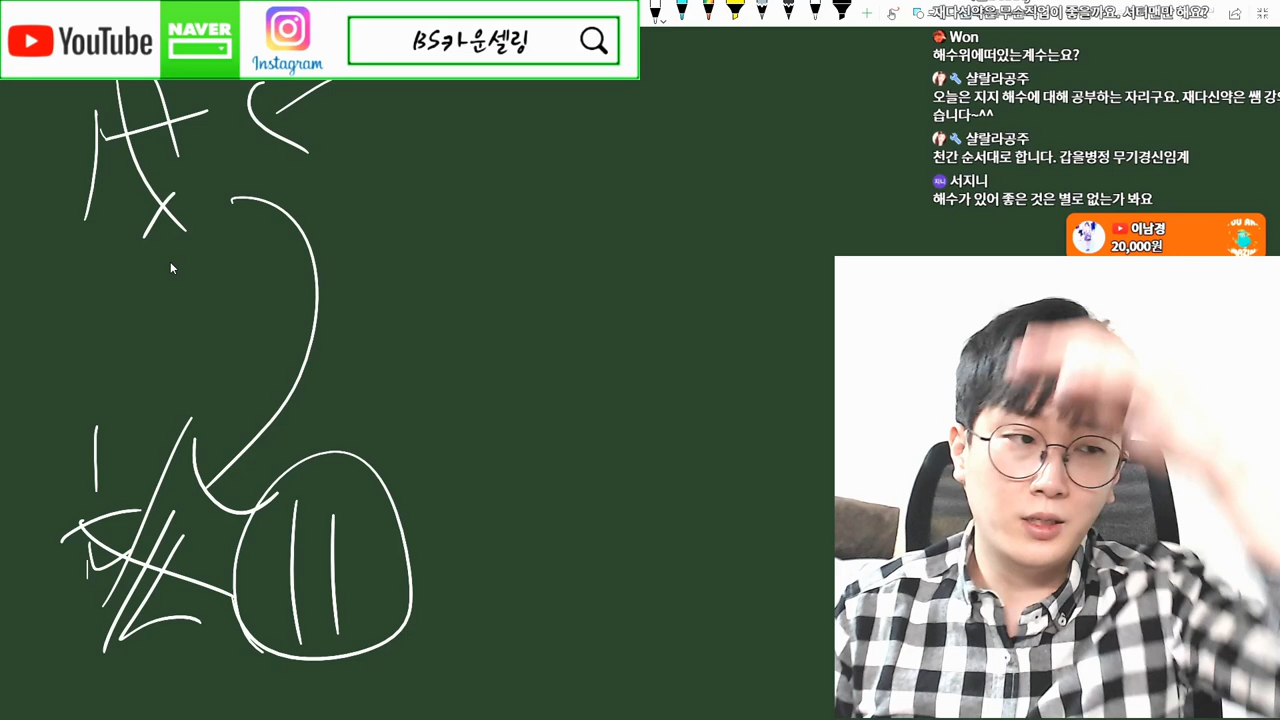 YouTube
NAVER
Instagram
BS카운셀링
재다신약은 무슨직업이 좋을까요. 서터맨만 해요?
Won
해수위에떠있는계수는요?
샬랄라공주
오늘은 지지 해수에 대해 공부하는 자리구요. 재다신약은 쌤 강
습니다~^^
샬랄라공주
천간 순서대로 합니다. 갑을병정 무기경신임계
지니 서지니
해수가 있어 좋은 것은 별로 없는가 봐요
이남경
20,000원